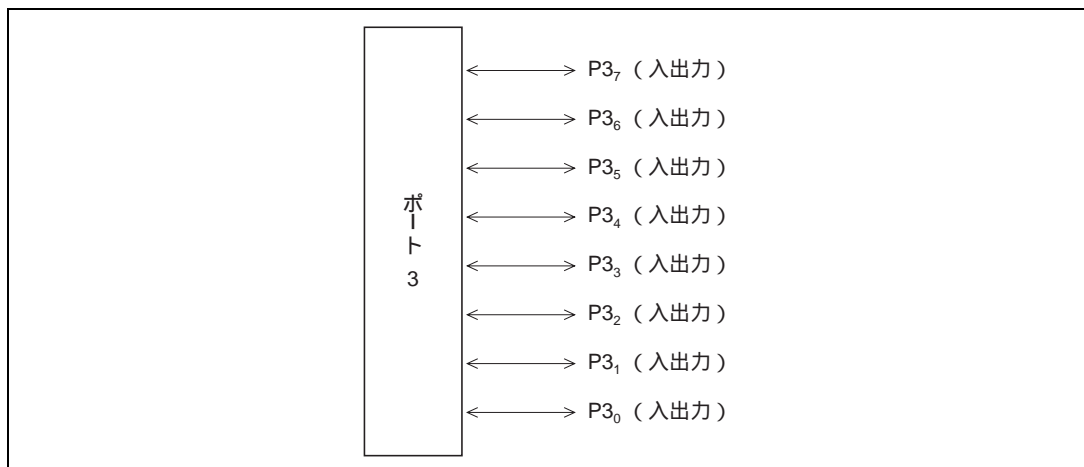 P3₇ （入出力）
P3₆ （入出力）
P3₅ （入出力）
P3₄ （入出力）
P3₃ （入出力）
P3₂ （入出力）
P3₁ （入出力）
P3₀ （入出力）
ポート3